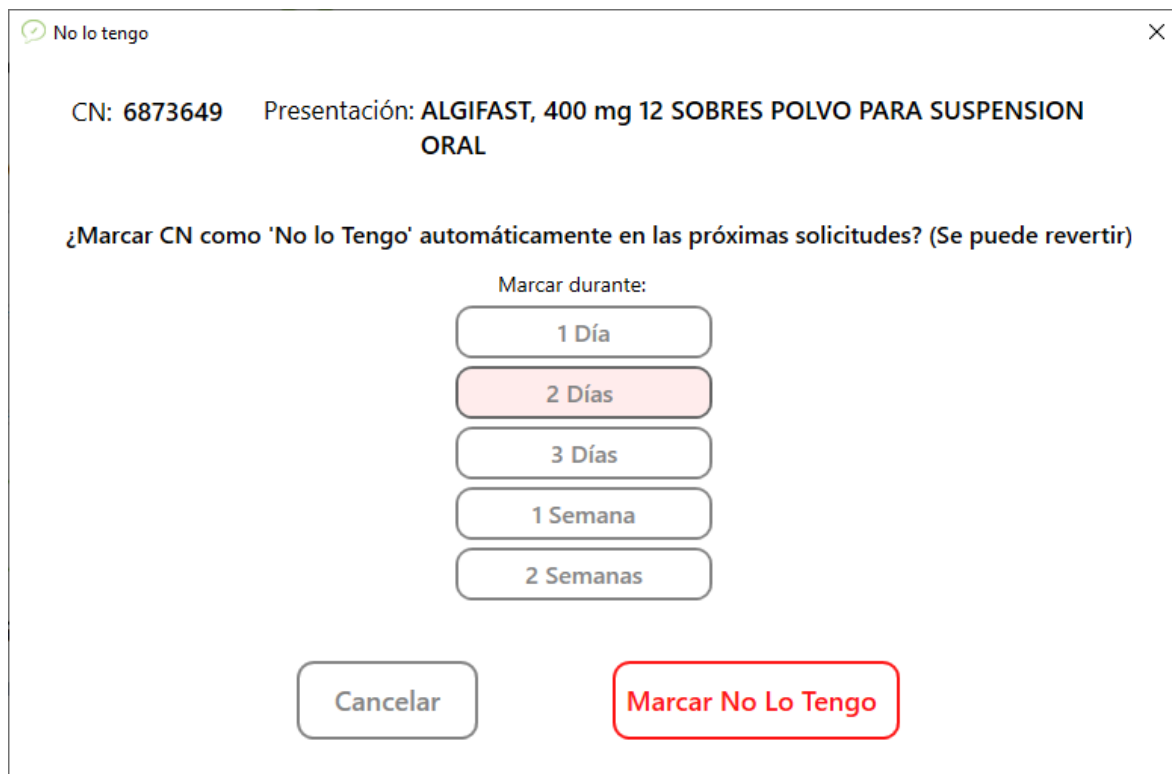 No lo tengo
CN: 6873649 Presentación: ALGIFAST, 400 mg 12 SOBRES POLVO PARA SUSPENSION
ORAL
¿Marcar CN como 'No lo Tengo' automáticamente en las próximas solicitudes? (Se puede revertir)
Marcar durante:
1 Día
2 Días
3 Días
1 Semana
2 Semanas
Cancelar Marcar No Lo Tengo